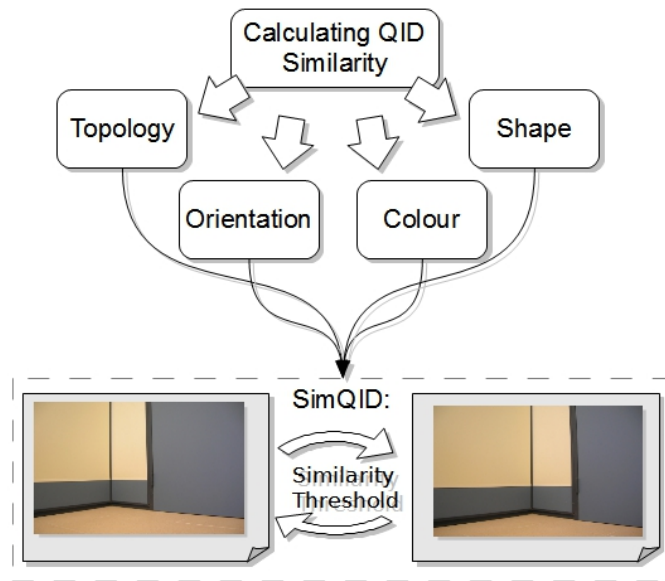 Calculating QID
Similarity
Topology
Shape
Orientation
Colour
SimQID:
Similarity
Threshold